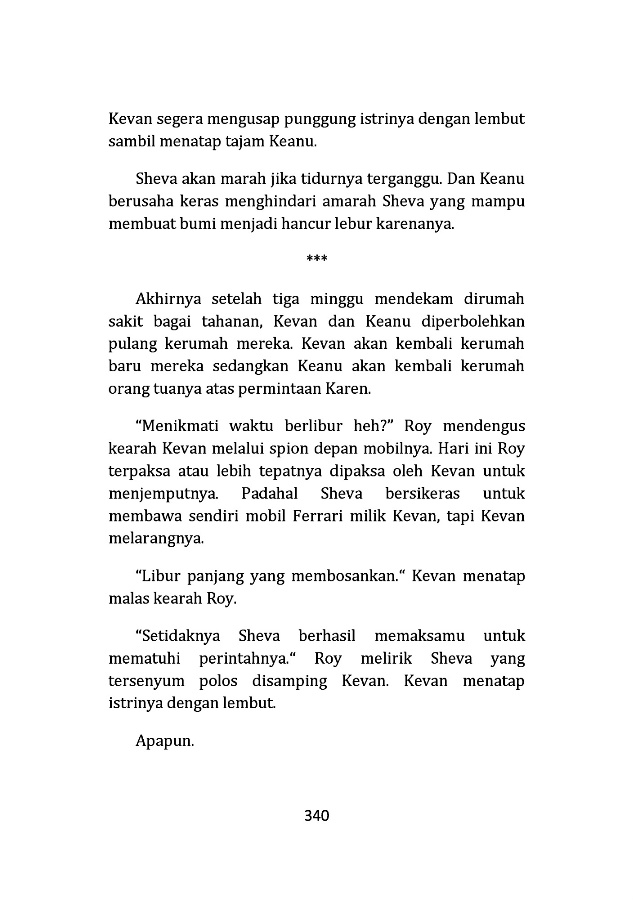 Kevan segera mengusap punggung istrinya dengan lembut
sambil menatap tajam Keanu.
Sheva akan marah jika tidurnya terganggu. Dan Keanu
berusaha keras menghindari amarah Sheva yang mampu
membuat bumi menjadi hancur lebur karenanya.
***
Akhirnya setelah tiga minggu mendekam dirumah
sakit bagai tahanan, Kevan dan Keanu diperbolehkan
pulang kerumah mereka. Kevan akan kembali kerumah
baru mereka sedangkan Keanu akan kembali kerumah
orang tuanya atas permintaan Karen.
“Menikmati waktu berlibur heh?” Roy mendengus
kearah Kevan melalui spion depan mobilnya. Hari ini Roy
terpaksa atau lebih tepatnya dipaksa oleh Kevan untuk
menjemputnya. Padahal Sheva bersikeras untuk
membawa sendiri mobil Ferrari milik Kevan, tapi Kevan
melarangnya.
“Libur panjang yang membosankan.“ Kevan menatap
malas kearah Roy.
“Setidaknya Sheva berhasil memaksamu untuk
mematuhi perintahnya.“ Roy melirik Sheva yang
tersenyum polos disamping Kevan. Kevan menatap
istrinya dengan lembut.
Apapun.
340